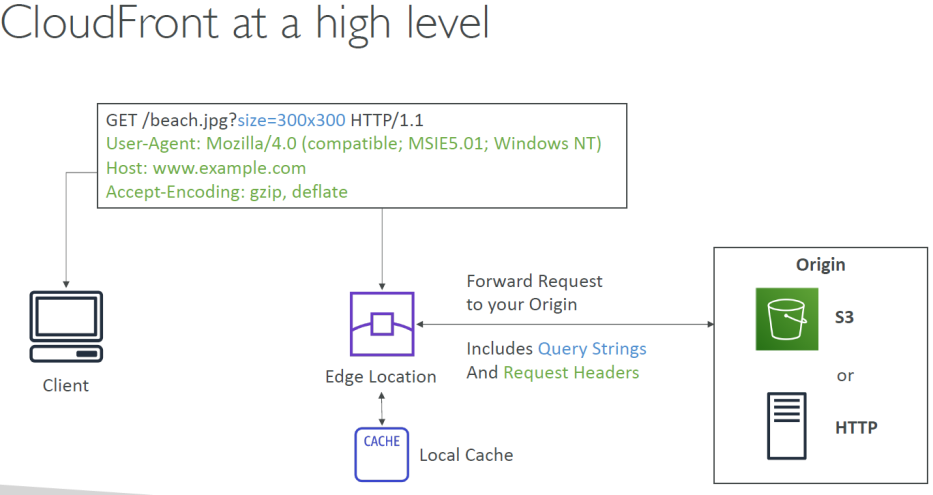 CloudFront at a high level
GET /beach.jpg?size=300x300 HTTP/1.1
User-Agent: Mozilla/4.0 (compatible; MSIE5.01; Windows NT)
Host: www.example.com
Accept-Encoding: gzip, deflate
Client
Edge Location
CACHE
Local Cache
Forward Request
to your Origin
Includes Query Strings
And Request Headers
Origin
S3
or
HTTP